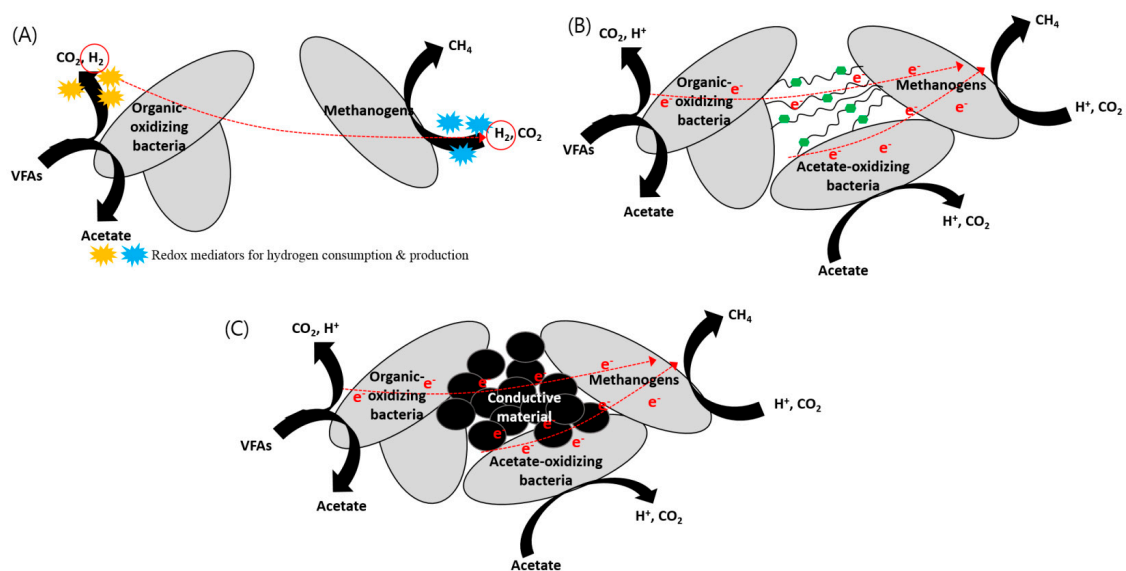 (A)
CO₂, H₂
Organic-
oxidizing
bacteria
VFAs
Acetate
CH₄
Methanogens
H₂, CO₂
Redox mediators for hydrogen consumption & production
(B)
CO₂, H⁺
Organic-
oxidizing
bacteria
e⁻
e⁻
e⁻
e⁻
e⁻
e⁻
e⁻
e⁻
e⁻
VFAs
Acetate
CH₄
Methanogens
H⁺, CO₂
Acetate-oxidizing
bacteria
H⁺, CO₂
Acetate
(C)
CO₂, H⁺
Organic-
oxidizing
bacteria
e⁻
e⁻
e⁻
e⁻
e⁻
e⁻
e⁻
e⁻
e⁻
e⁻
e⁻
VFAs
Acetate
Conductive
material
CH₄
Methanogens
H⁺, CO₂
Acetate-oxidizing
bacteria
H⁺, CO₂
Acetate